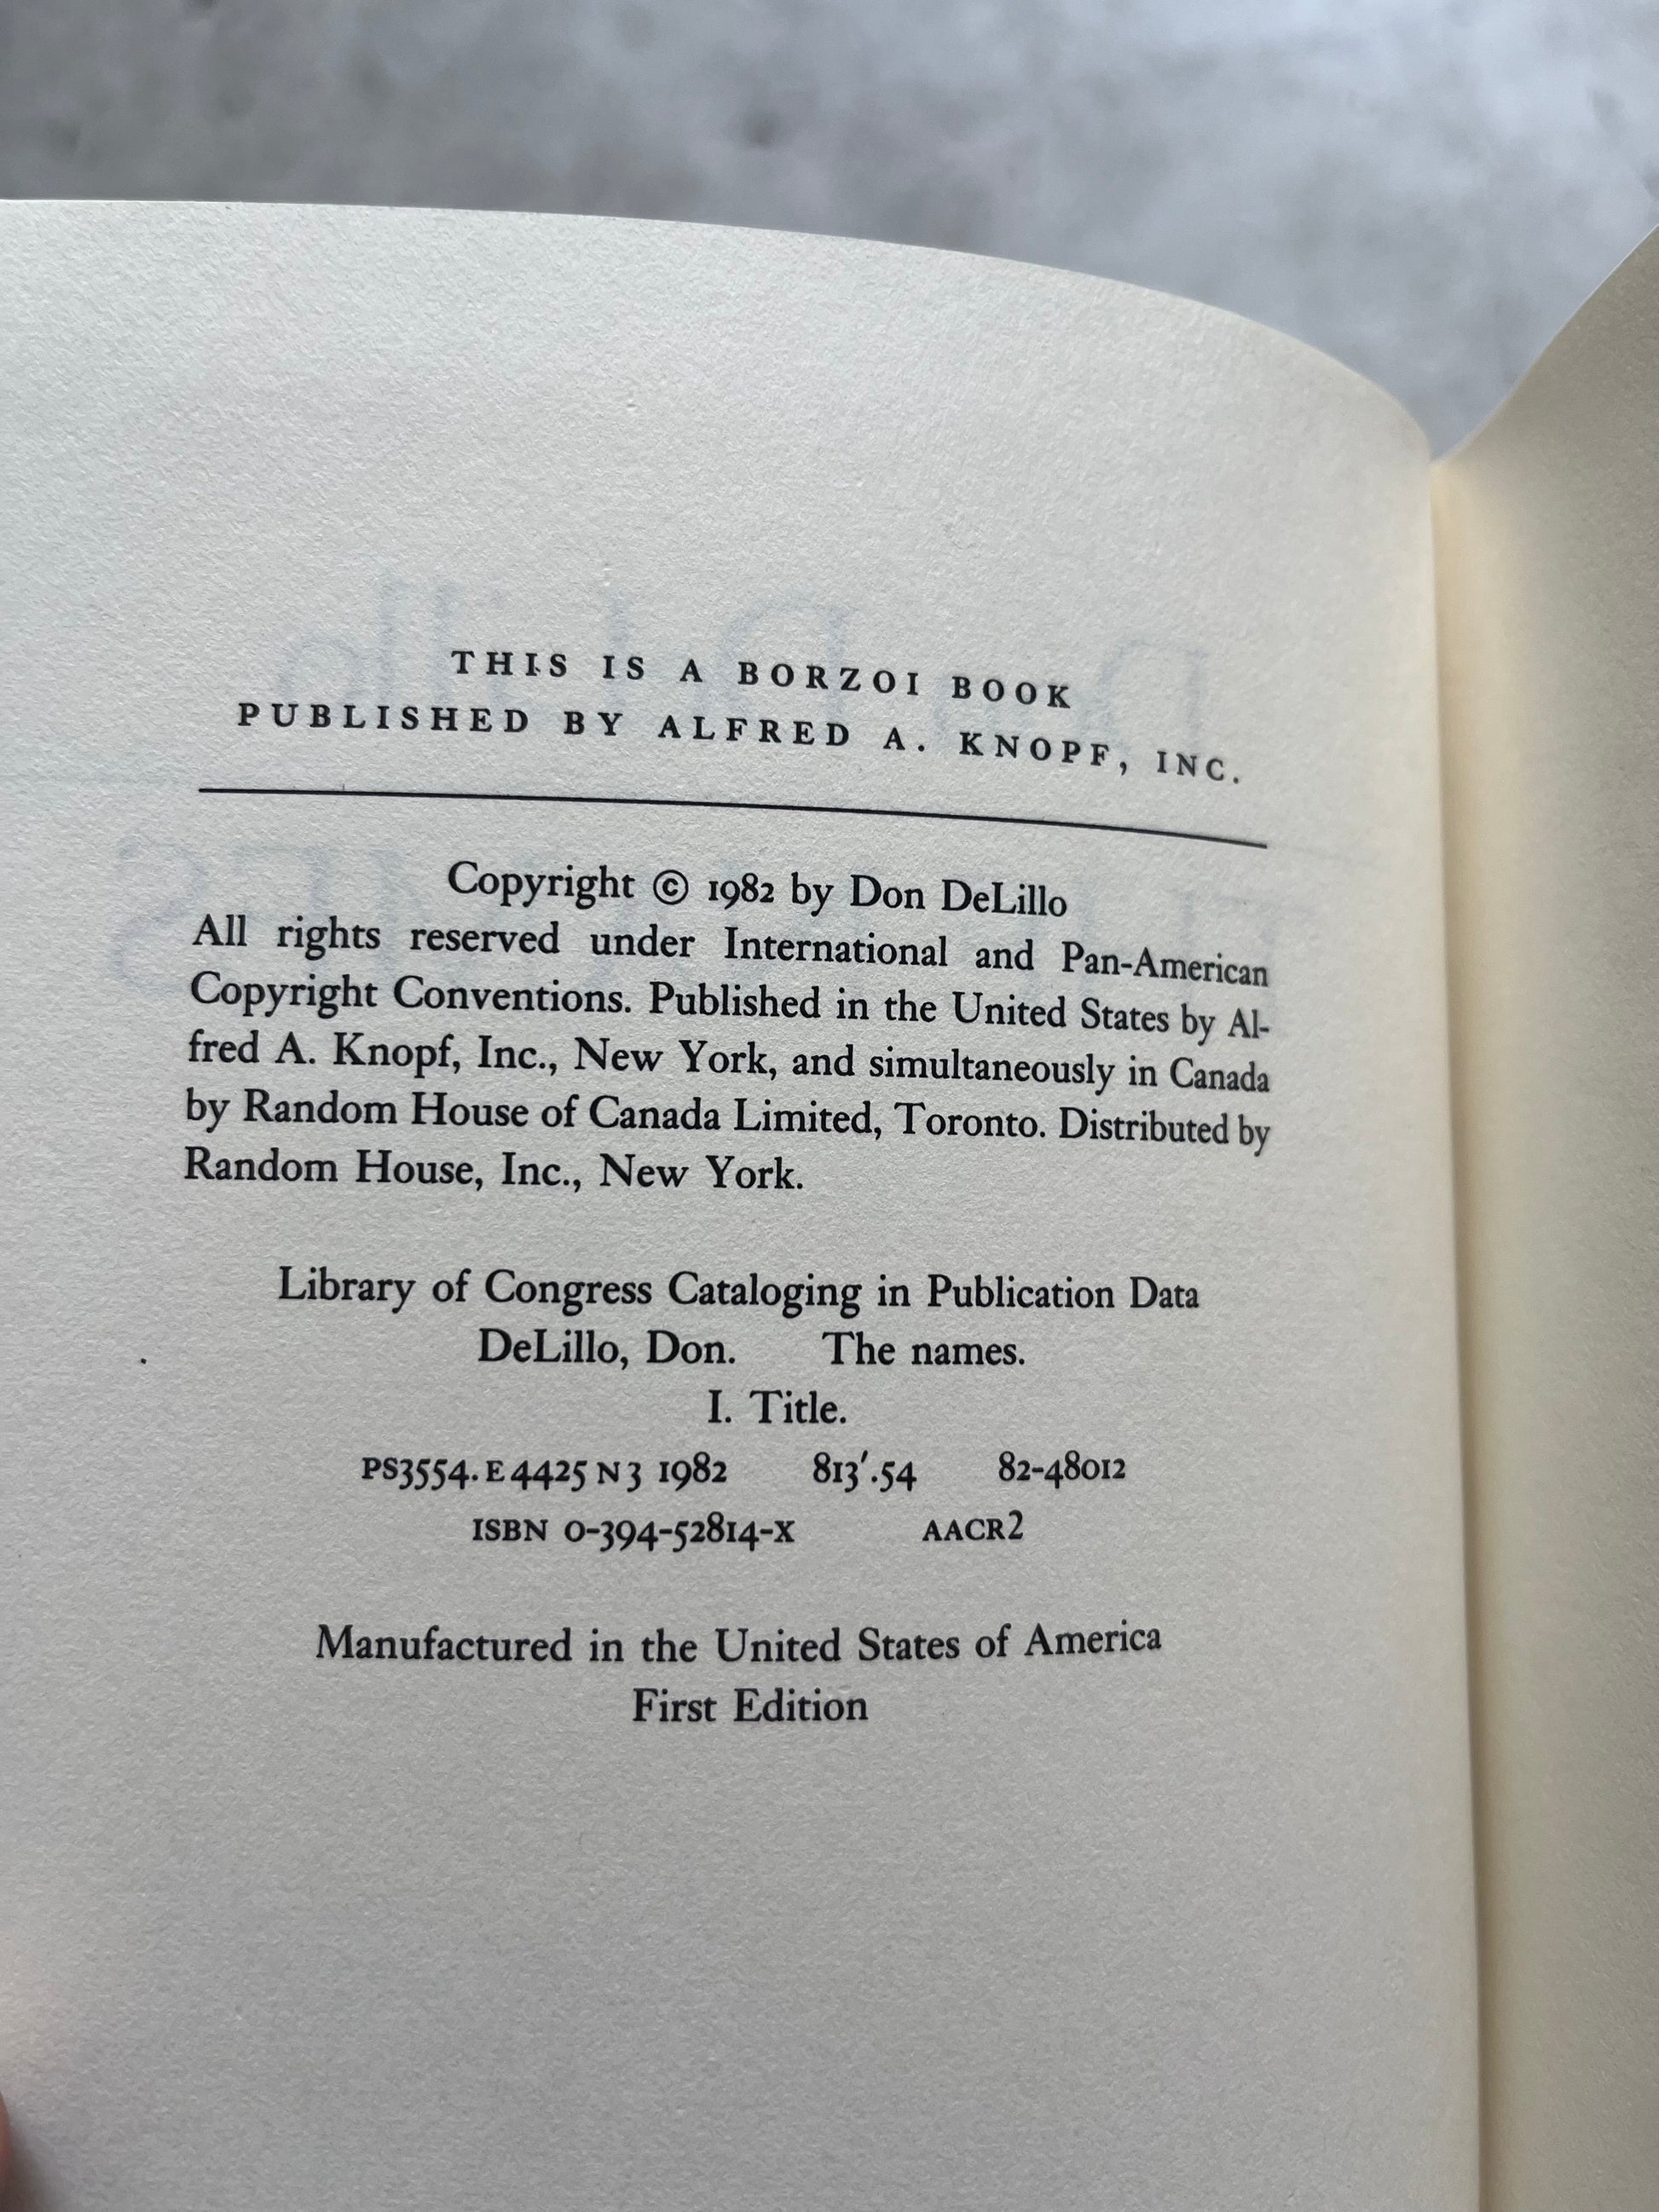 THIS IS A BORZOI BOOK
PUBLISHED BY ALFRED A. KNOPF, INC.
Copyright © 1982 by Don DeLillo
All rights reserved under International and Pan-American
Copyright Conventions. Published in the United States by Al-
fred A. Knopf, Inc., New York, and simultaneously in Canada
by Random House of Canada Limited, Toronto. Distributed by
Random House, Inc., New York.
Library of Congress Cataloging in Publication Data
DeLillo, Don. The names.
I. Title.
PS3554.E4425N3 1982 813'.54 82-48012
ISBN 0-394-52814-X AACR2
Manufactured in the United States of America
First Edition